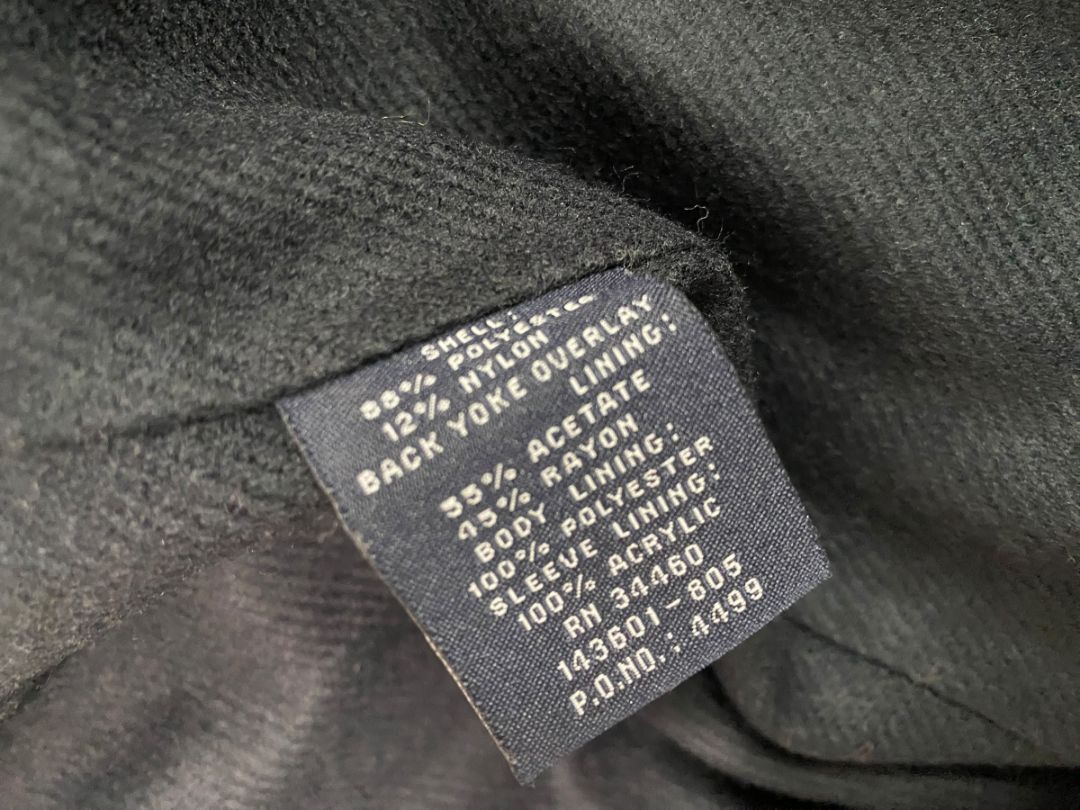 SHELL:
88% POLYESTER
12% NYLON
BACK YOKE OVERLAY
LINING:
55% ACETATE
45% RAYON
BODY LINING:
100% POLYESTER
SLEEVE LINING:
100% ACRYLIC
RN 34460
143601-805
P.O.NO.: 4499